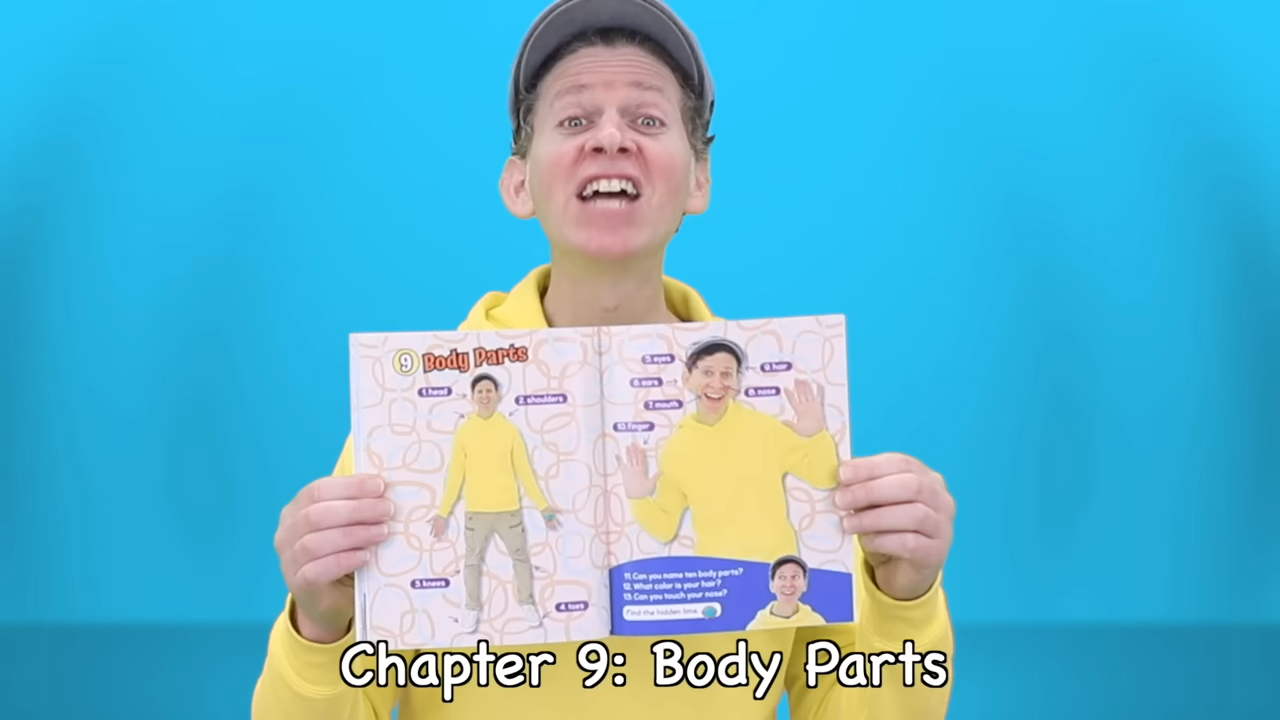 9 Body Parts
1. head
2. shoulders
3. knees
4. toes
5. eyes
9. hair
6. ears
8. nose
7. mouth
10. finger
11. Can you name ten body parts?
12. What color is your hair?
13. Can you touch your nose?
Find the hidden lime.
Chapter 9: Body Parts